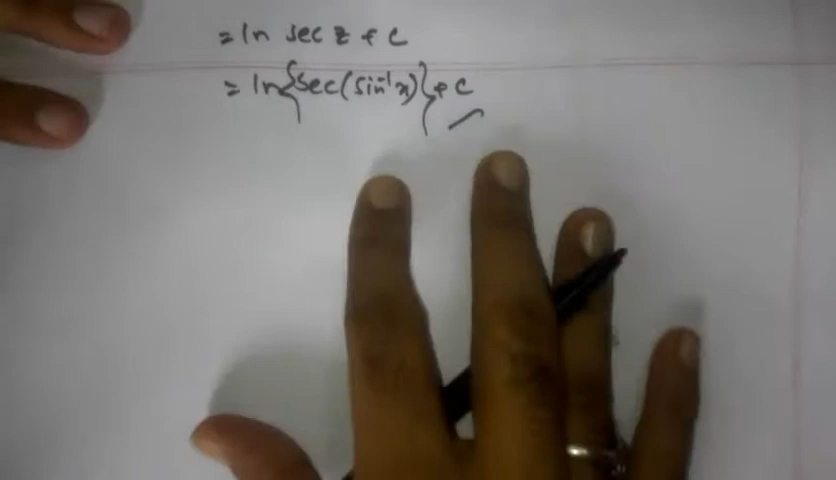 = ln sec z + c
= ln{sec(sin⁻¹x)} + c